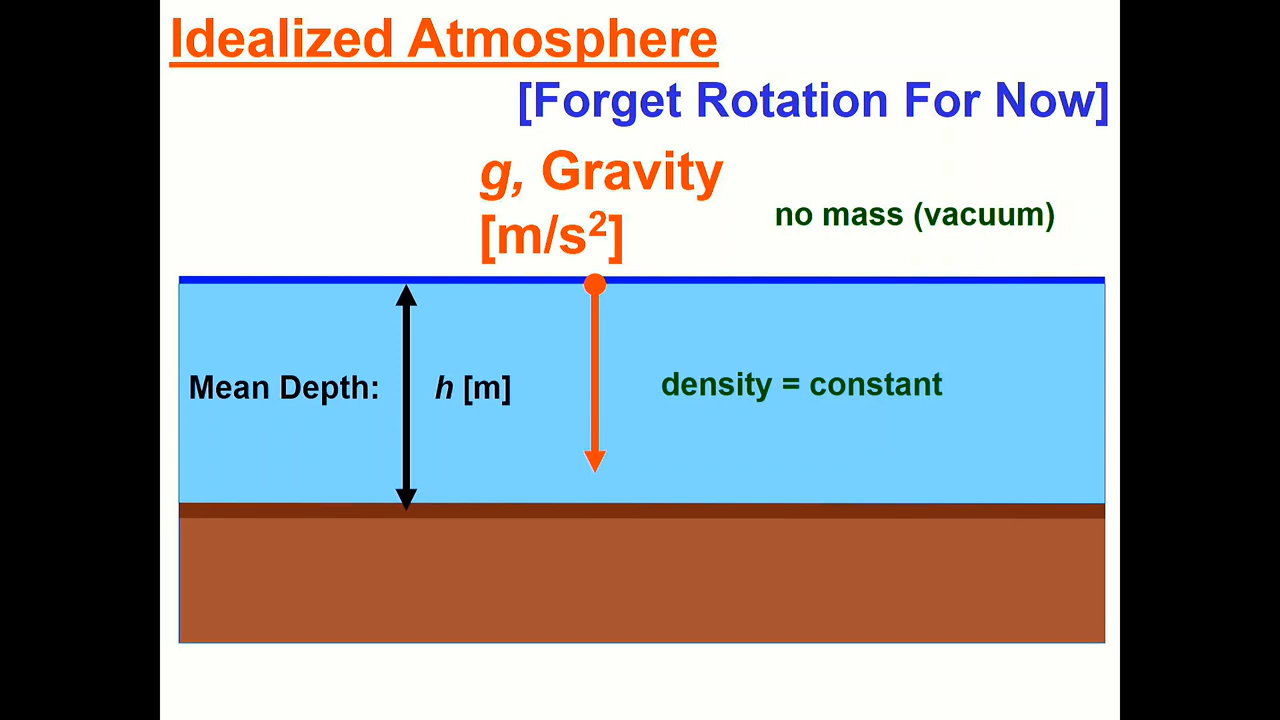 Idealized Atmosphere
[Forget Rotation For Now]
g, Gravity
[m/s²]
no mass (vacuum)
Mean Depth:
h [m]
density = constant